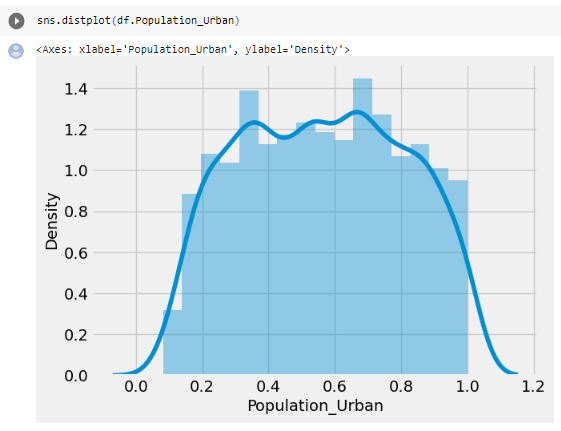 sns.distplot(df.Population_Urban)
<Axes: xlabel='Population_Urban', ylabel='Density'>
1.4
1.2
1.0
0.8
0.6
0.4
0.2
0.0
Density
0.0 0.2 0.4 0.6 0.8 1.0 1.2
Population_Urban